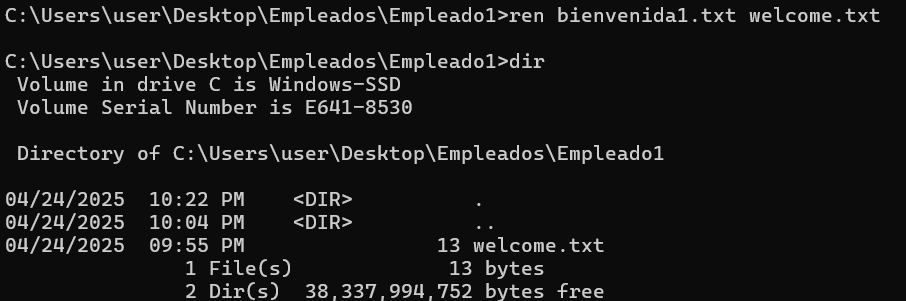 C:\Users\user\Desktop\Empleados\Empleado1>ren bienvenida1.txt welcome.txt
C:\Users\user\Desktop\Empleados\Empleado1>dir
 Volume in drive C is Windows-SSD
 Volume Serial Number is E641-8530
 Directory of C:\Users\user\Desktop\Empleados\Empleado1
04/24/2025  10:22 PM    <DIR>          .
04/24/2025  10:04 PM    <DIR>          ..
04/24/2025  09:55 PM                13 welcome.txt
               1 File(s)             13 bytes
               2 Dir(s)  38,337,994,752 bytes free